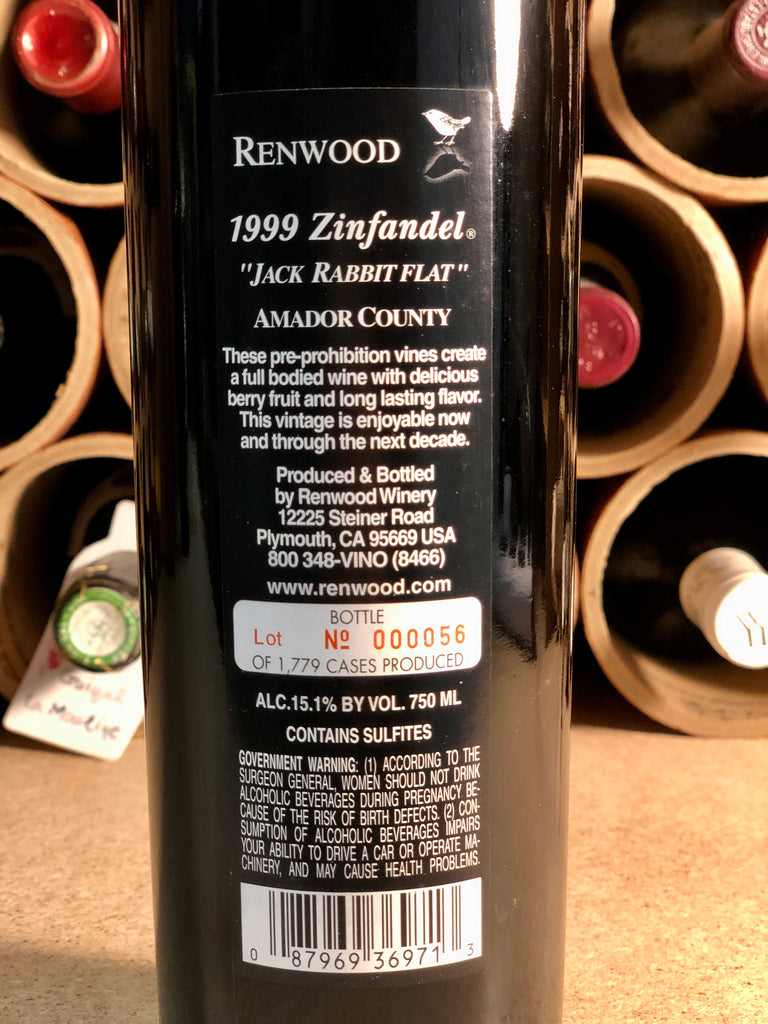 RENWOOD
1999 Zinfandel®
"JACK RABBIT FLAT"
AMADOR COUNTY
These pre-prohibition vines create
a full bodied wine with delicious
berry fruit and long lasting flavor.
This vintage is enjoyable now
and through the next decade.
Produced & Bottled
by Renwood Winery
12225 Steiner Road
Plymouth, CA 95669 USA
800 348-VINO (8466)
www.renwood.com
BOTTLE
Lot Nº 000056
OF 1,779 CASES PRODUCED
ALC.15.1% BY VOL. 750 ML
CONTAINS SULFITES
GOVERNMENT WARNING: (1) ACCORDING TO THE
SURGEON GENERAL, WOMEN SHOULD NOT DRINK
ALCOHOLIC BEVERAGES DURING PREGNANCY BE-
CAUSE OF THE RISK OF BIRTH DEFECTS. (2) CON-
SUMPTION OF ALCOHOLIC BEVERAGES IMPAIRS
YOUR ABILITY TO DRIVE A CAR OR OPERATE MA-
CHINERY, AND MAY CAUSE HEALTH PROBLEMS.
0 87969 36971 3